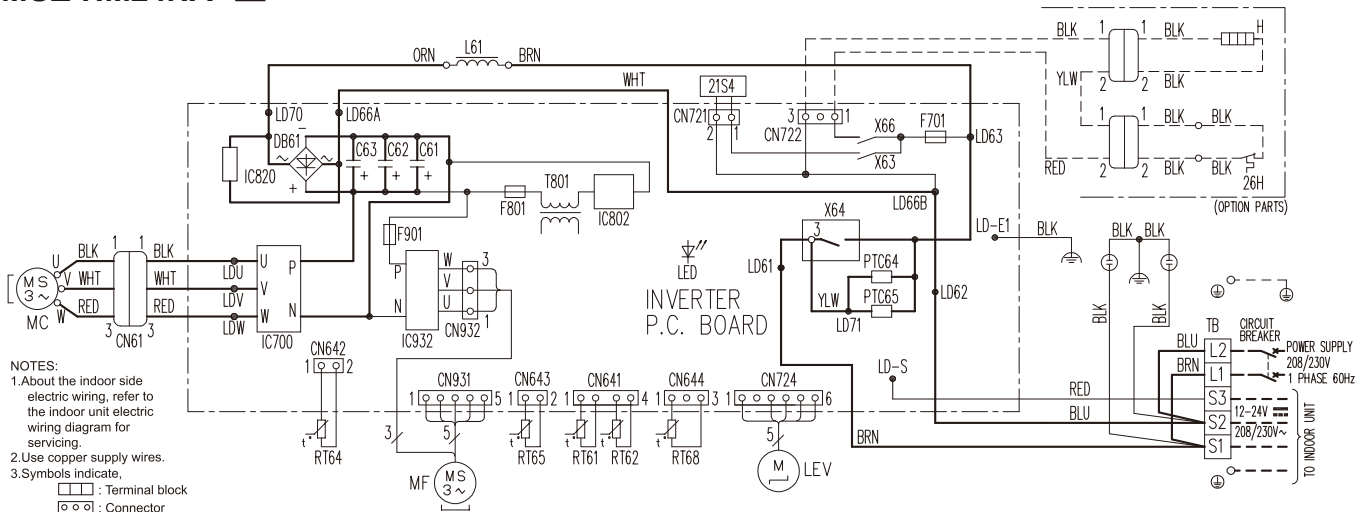 BLK 1 1 BLK H
ORN L61 BRN
WHT
21S4
YLW 2 2 BLK
LD70 LD66A
CN721 2 1
3 1 CN722
X66 F701 LD63
X63
1 1 BLK BLK
DB61 −
~ ~
+
C63 C62 C61
+ + +
IC820
RED 2 2 BLK BLK 26H
(OPTION PARTS)
F801 T801 IC802
LD66B
X64
3
LD-E1 BLK
F901
U BLK 1 1 BLK LDU U P
V WHT WHT LDV V
W RED 3 3 RED LDW W N
MS
3~
MC
CN61
IC700
P W 3
V
N U 1
IC932 CN932
LED
LD61
PTC64
YLW PTC65
LD71
LD62
INVERTER
P.C. BOARD
BLK BLK
TB CIRCUIT
BREAKER
BLU L2 POWER SUPPLY
208/230V
BRN L1 1 PHASE 60Hz
LD-S
RED S3
BLU S2 12-24V
208/230V~
BRN S1
TO INDOOR UNIT
CN642
1 2
CN931
1 5
CN643
1 2
CN641
1 4
CN644
1 3
CN724
1 6
3 5 5
t° t° t° t° t°
RT64 RT65 RT61 RT62 RT68
MF MS
3~
M LEV
NOTES:
1.About the indoor side
electric wiring, refer to
the indoor unit electric
wiring diagram for
servicing.
2.Use copper supply wires.
3.Symbols indicate,
: Terminal block
: Connector